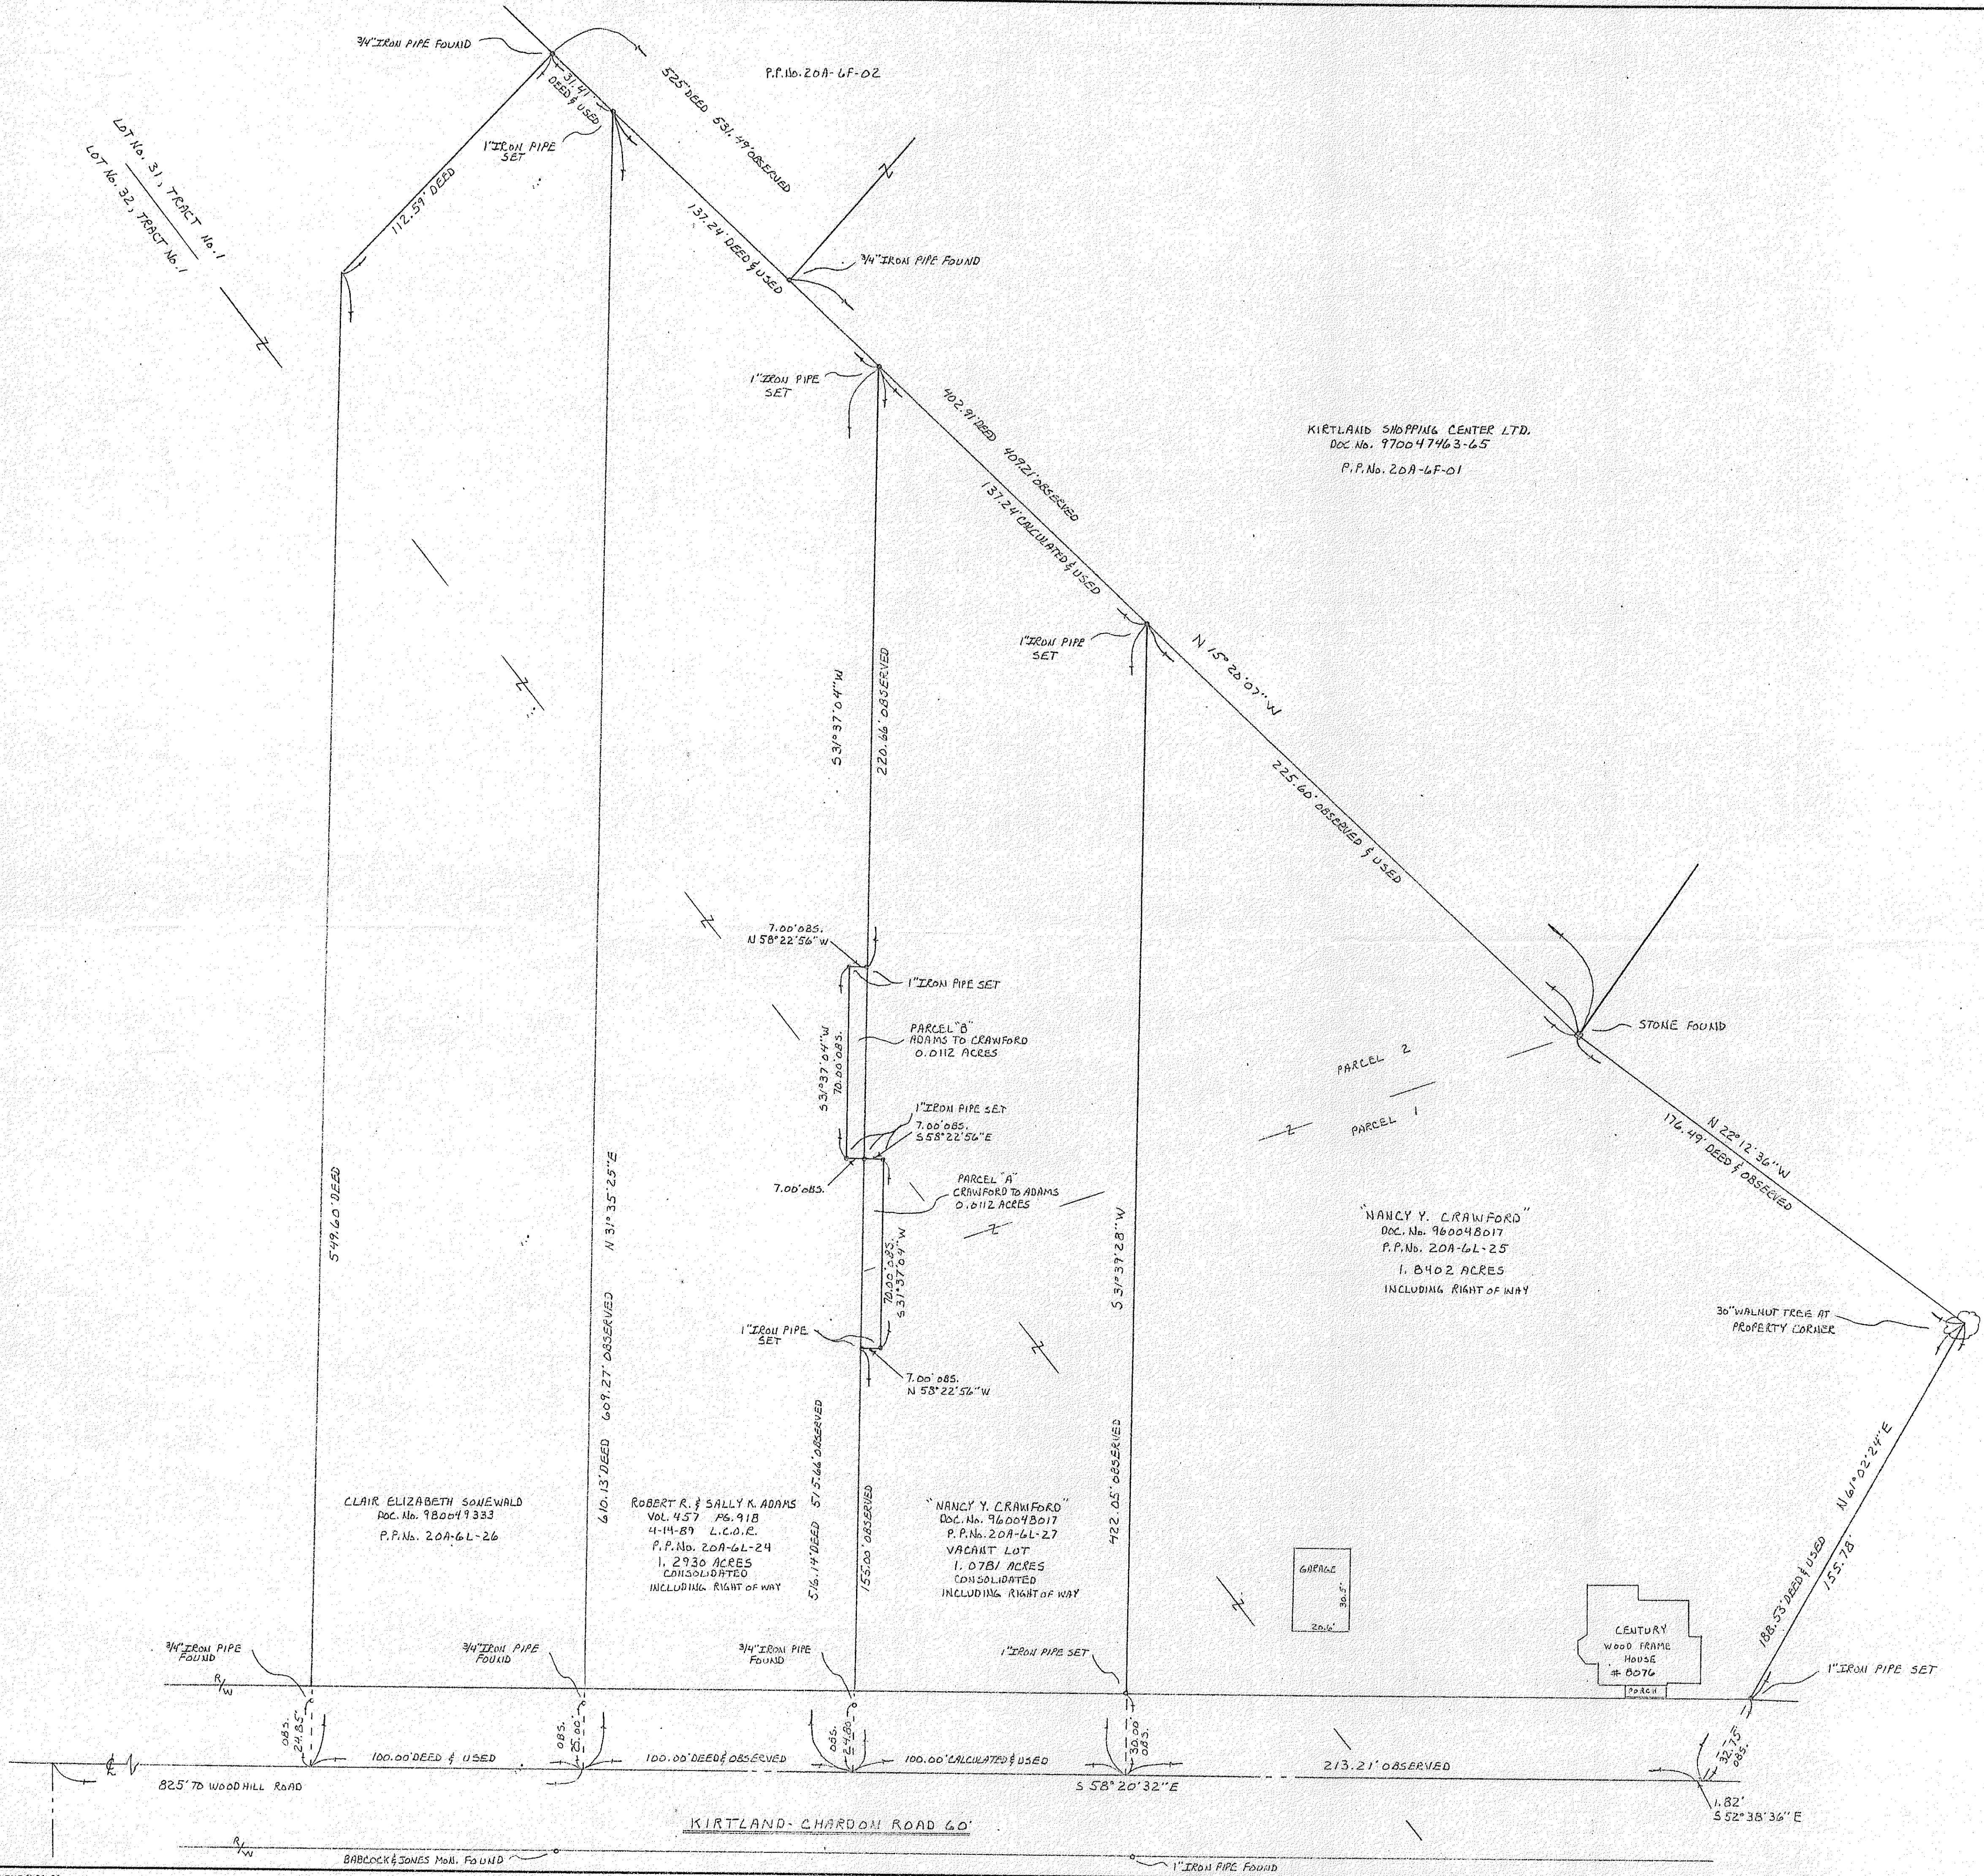 3/4" IRON PIPE FOUND
P.P. No. 20A-6F-02
525' DEED 531.49' OBSERVED
31.41'
DEED & USED
1" IRON PIPE
SET
112.59' DEED
LOT No. 31, TRACT No. 1
LOT No. 32, TRACT No. 1
137.24' DEED & USED
3/4" IRON PIPE FOUND
1" IRON PIPE
SET
402.91' DEED 409.21' OBSERVED
137.24' CALCULATED & USED
KIRTLAND SHOPPING CENTER LTD.
DOC No. 970047463-65
P.P. No. 20A-6F-01
1" IRON PIPE
SET
N 15° 20' 07" W
225.60' OBSERVED & USED
S 31° 37' 04" W
220.66' OBSERVED
7.00' OBS.
N 58° 22' 56" W
1" IRON PIPE SET
PARCEL "B"
ADAMS TO CRAWFORD
0.0112 ACRES
S 31° 37' 04" W
70.00' OBS.
1" IRON PIPE SET
7.00' OBS.
S 58° 22' 56" E
7.00' OBS.
PARCEL "A"
CRAWFORD TO ADAMS
0.0112 ACRES
70.00' OBS.
S 31° 37' 04" W
1" IRON PIPE
SET
7.00' OBS.
N 58° 22' 56" W
STONE FOUND
PARCEL 2
PARCEL 1
N 22° 12' 36" W
176.49' DEED & OBSERVED
"NANCY Y. CRAWFORD"
DOC. No. 960048017
P.P. No. 20A-6L-25
1.8402 ACRES
INCLUDING RIGHT OF WAY
30" WALNUT TREE AT
PROPERTY CORNER
549.60' DEED
610.13' DEED 609.27' OBSERVED N 31° 35' 25" E
516.14' DEED 515.66' OBSERVED
155.00' OBSERVED
422.05' OBSERVED S 31° 39' 28" W
N 61° 02' 24" E
188.53' DEED & USED
155.78'
CLAIR ELIZABETH SONEWALD
DOC. No. 980049333
P.P. No. 20A-6L-26
ROBERT R. & SALLY K. ADAMS
VOL. 457 PG. 918
4-14-89 L.C.D.R.
P.P. No. 20A-6L-24
1.2930 ACRES
CONSOLIDATED
INCLUDING RIGHT OF WAY
"NANCY Y. CRAWFORD"
DOC. No. 960048017
P.P. No. 20A-6L-27
VACANT LOT
1.0781 ACRES
CONSOLIDATED
INCLUDING RIGHT OF WAY
GARAGE
30.5'
20.6'
CENTURY
WOOD FRAME
HOUSE
# 8076
PORCH
3/4" IRON PIPE
FOUND
3/4" IRON PIPE
FOUND
3/4" IRON PIPE
FOUND
1" IRON PIPE SET
1" IRON PIPE SET
R/W
OBS.
24.85'
OBS.
25.00'
OBS.
24.80'
30.00'
OBS.
32.75'
OBS.
℄
100.00' DEED & USED
100.00' DEED & OBSERVED
100.00' CALCULATED & USED
213.21' OBSERVED
825' TO WOODHILL ROAD
S 58° 20' 32" E
1.82'
S 52° 38' 36" E
KIRTLAND-CHARDON ROAD 60'
R/W
BABCOCK & JONES MON. FOUND
1" IRON PIPE FOUND